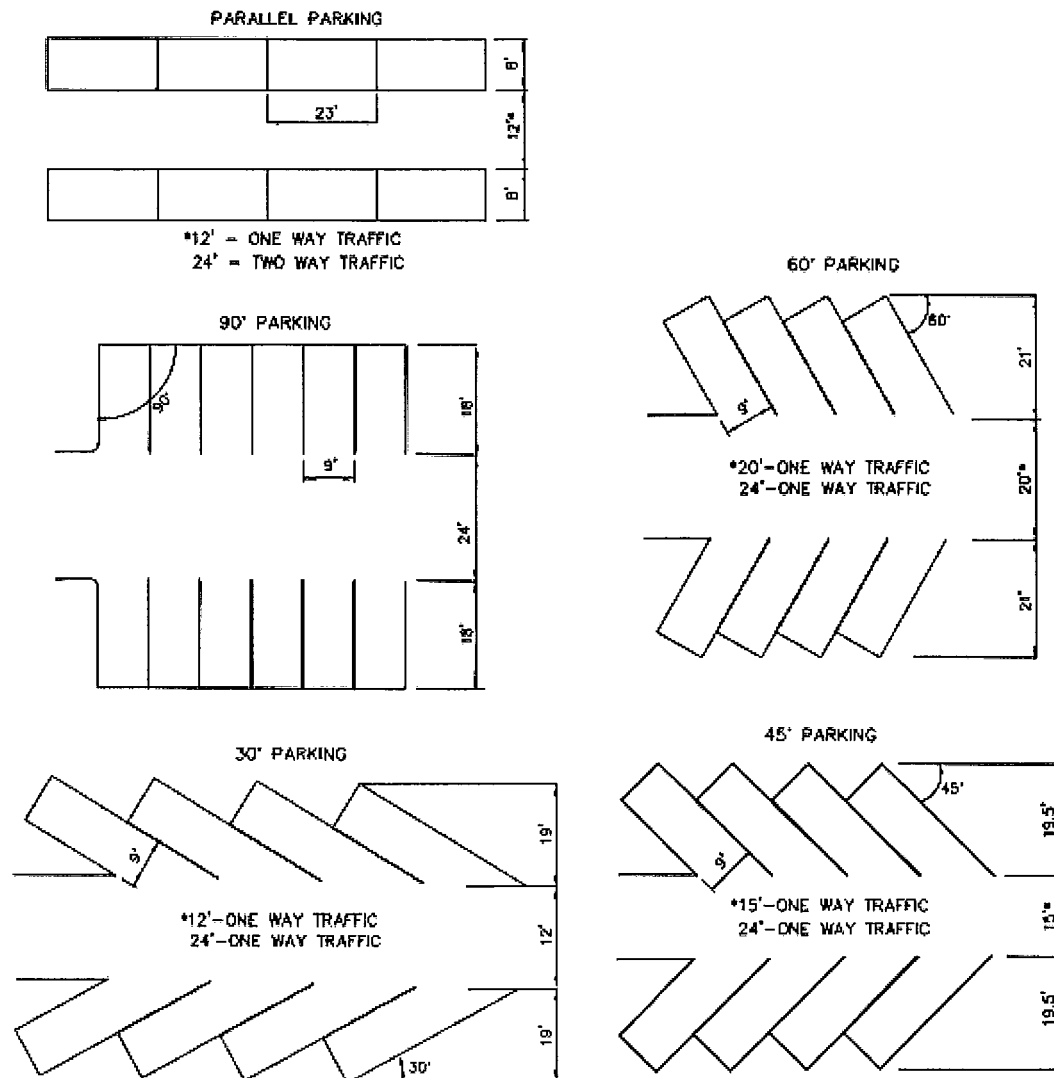 PARALLEL PARKING
8'
23'
12'*
8'
*12' = ONE WAY TRAFFIC
24' = TWO WAY TRAFFIC
60° PARKING
60°
21'
9'
*20'-ONE WAY TRAFFIC
24'-ONE WAY TRAFFIC
20'*
21'
90° PARKING
90°
18'
9'
24'
18'
30° PARKING
19'
9'
*12'-ONE WAY TRAFFIC
24'-ONE WAY TRAFFIC
12'
19'
30'
45° PARKING
45'
19.5'
9'
*15'-ONE WAY TRAFFIC
24'-ONE WAY TRAFFIC
15'*
19.5'